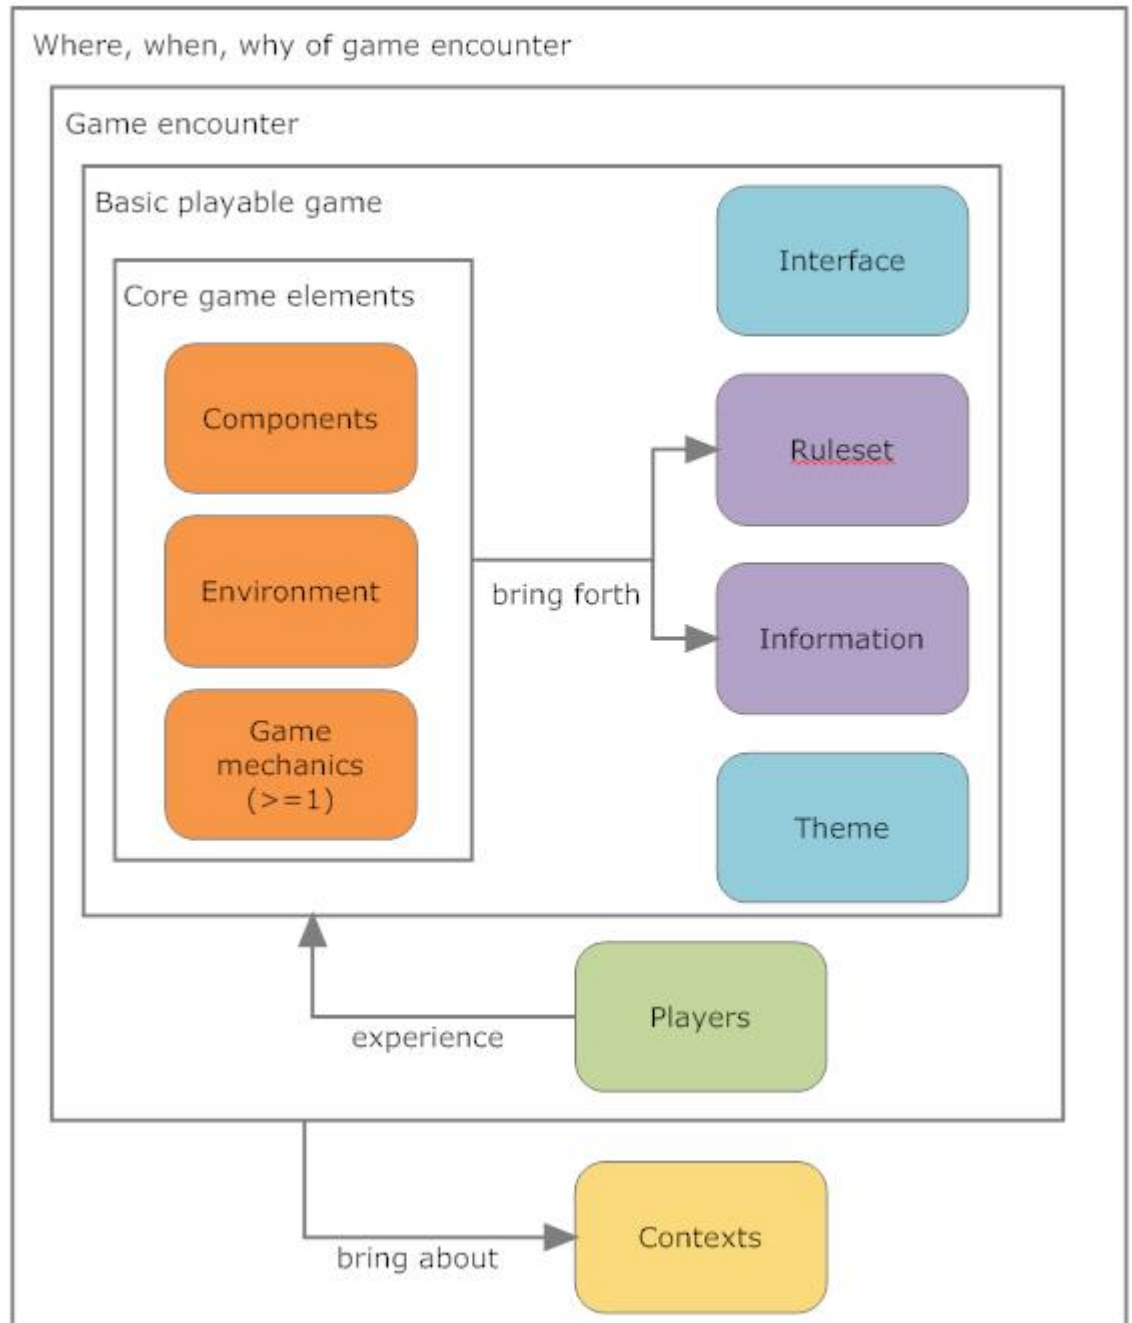 Where, when, why of game encounter
Game encounter
Basic playable game
Core game elements
Components
Environment
Game
mechanics
(>=1)
bring forth
Interface
Ruleset
Information
Theme
experience
Players
bring about
Contexts